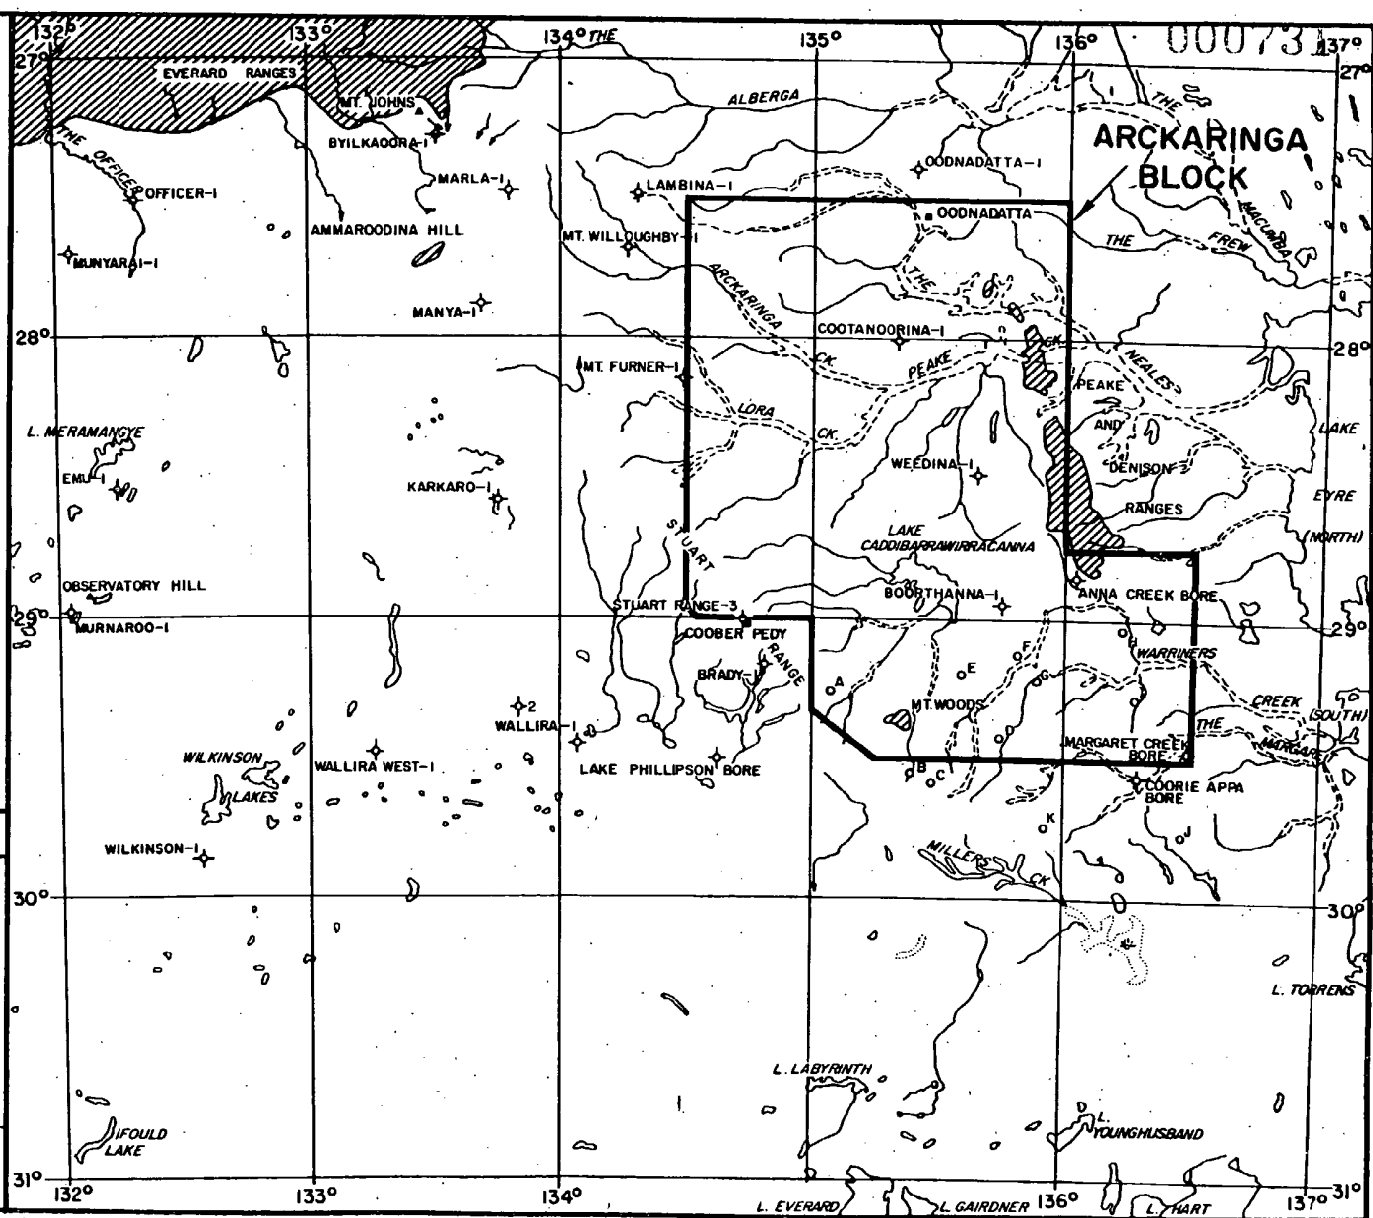 132° 133° 134° THE 135° 136° 000731 137°
27° 27°
EVERARD RANGES
MT. JOHNS
ALBERGA THE
BYILKAOORA-1
ARCKARINGA
BLOCK
THE OFFICER
OODNADATTA-1
OFFICER-1 MARLA-1 LAMBINA-1
MACUMBA
OODNADATTA
AMMAROODINA HILL MT. WILLOUGHBY-1
THE FREW
MUNYARAI-1
ARCKARINGA THE
MANYA-1
COOTANOORINA-1
28° 28°
CK. PEAKE CK. NEALES
MT. FURNER-1
PEAKE
LORA
CK. AND LAKE
L. MERAMANGYE
WEEDINA-1 DENISON
EMU-1 KARKARO-1
EYRE
RANGES
STUART
LAKE
CADDIBARRAWIRRACANNA
(NORTH)
OBSERVATORY HILL
BOORTHANNA-1 ANNA CREEK BORE
STUART RANGE-3
29° 29°
MURNAROO-1
COOBER PEDY
RANGE
F H
WARRINERS
BRADY-1
E
A G
CREEK
2
MT. WOODS
I
(SOUTH)
WALLIRA-1
THE
D
MARGARET CREEK
BORE
MARGARET
WILKINSON
LAKES
WALLIRA WEST-1
LAKE PHILLIPSON BORE
B C
COORIE APPA
BORE
K
J
WILKINSON-1
MILLERS CK
30° 30°
L. TORRENS
L. LABYRINTH
L.
YOUNGHUSBAND
IFOULD
LAKE
31° 31°
132° 133° 134° 136° 137°
L. EVERARD L. GAIRDNER L. HART